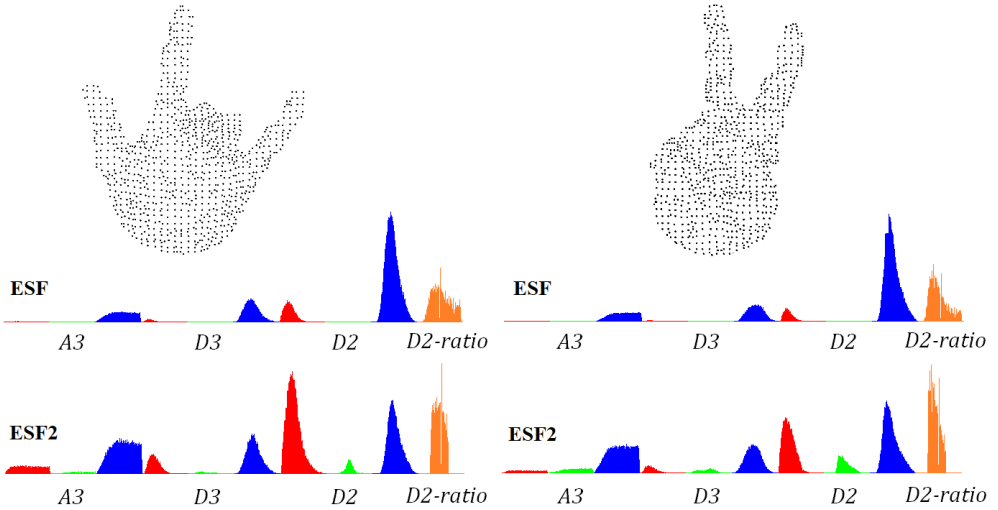 ESF
A3 D3 D2 D2-ratio
ESF2
A3 D3 D2 D2-ratio
ESF
A3 D3 D2 D2-ratio
ESF2
A3 D3 D2 D2-ratio